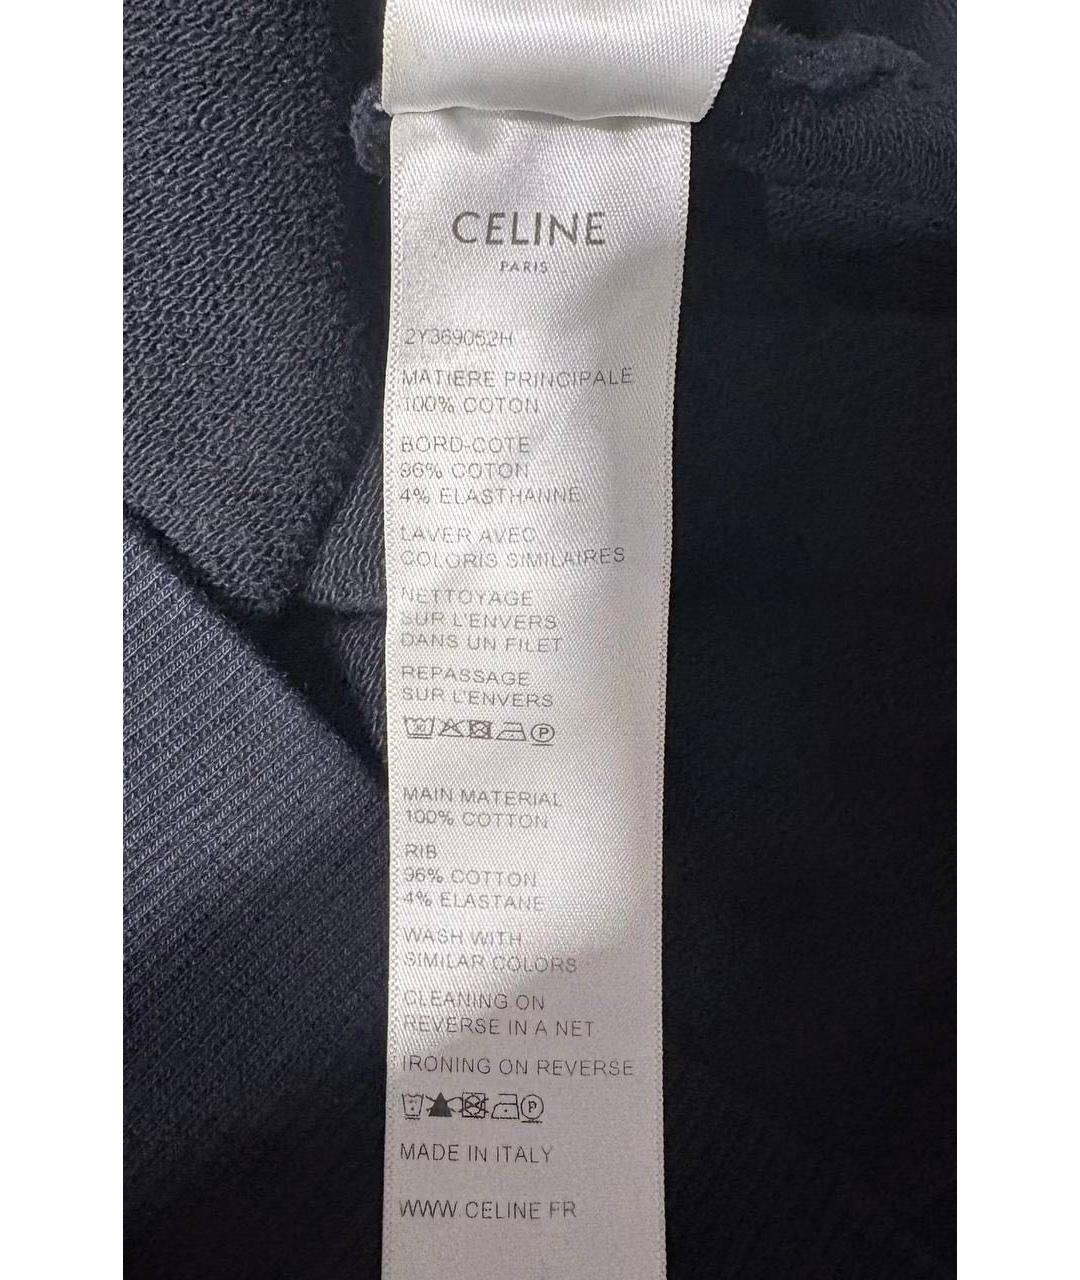 CELINE
PARIS
2Y369052H
MATIERE PRINCIPALE
100% COTON
BORD-COTE
96% COTON
4% ELASTHANNE
LAVER AVEC
COLORIS SIMILAIRES
NETTOYAGE
SUR L'ENVERS
DANS UN FILET
REPASSAGE
SUR L'ENVERS
P
MAIN MATERIAL
100% COTTON
RIB
96% COTTON
4% ELASTANE
WASH WITH
SIMILAR COLORS
CLEANING ON
REVERSE IN A NET
IRONING ON REVERSE
P
MADE IN ITALY
WWW.CELINE.FR